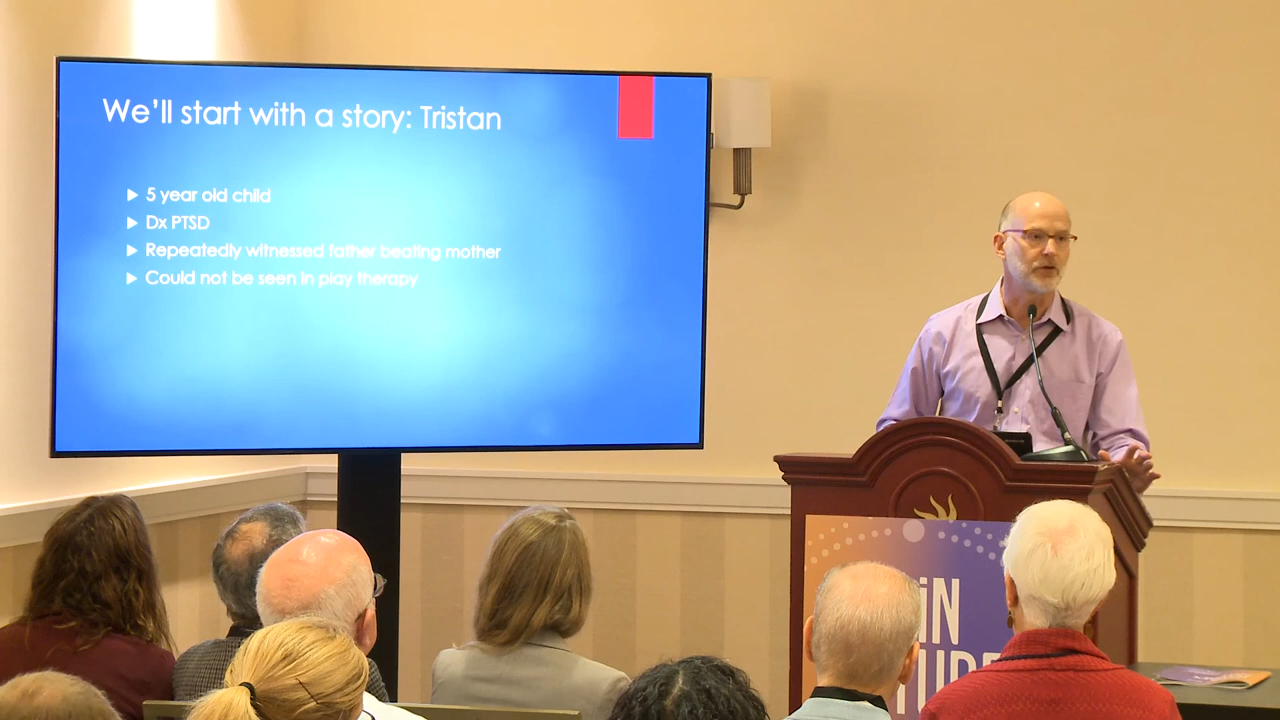 We'll start with a story: Tristan
5 year old child
Dx PTSD
Repeatedly witnessed father beating mother
Could not be seen in play therapy
iN